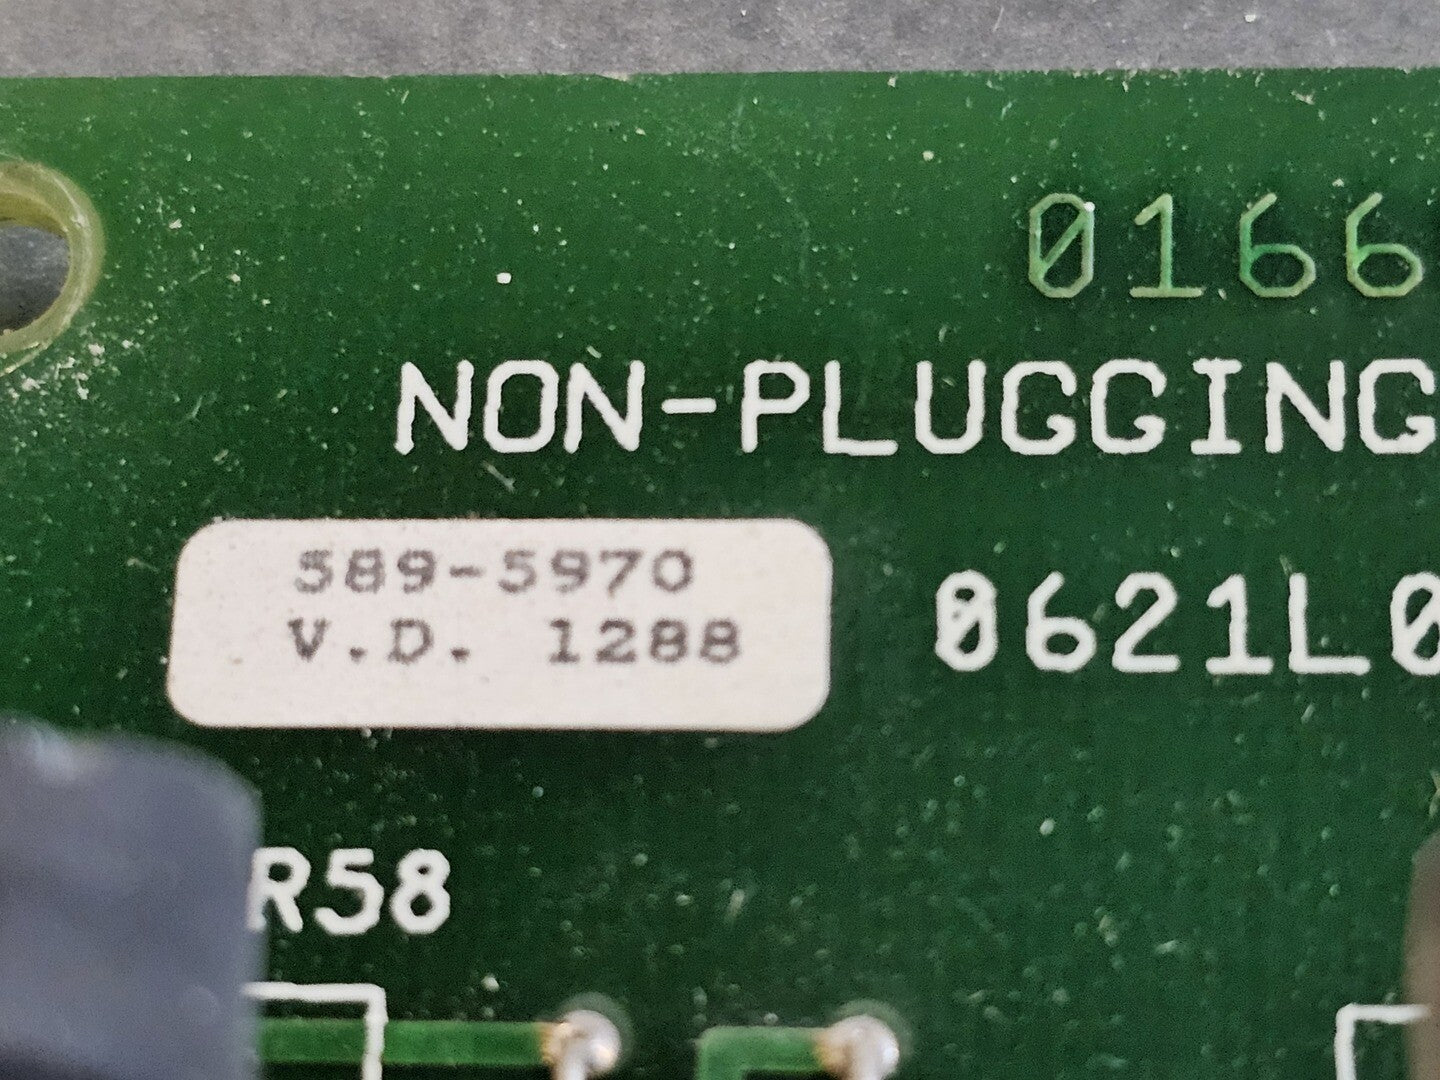 0166
NON-PLUGGING
589-5970
V.D. 1288
0621L0
R58